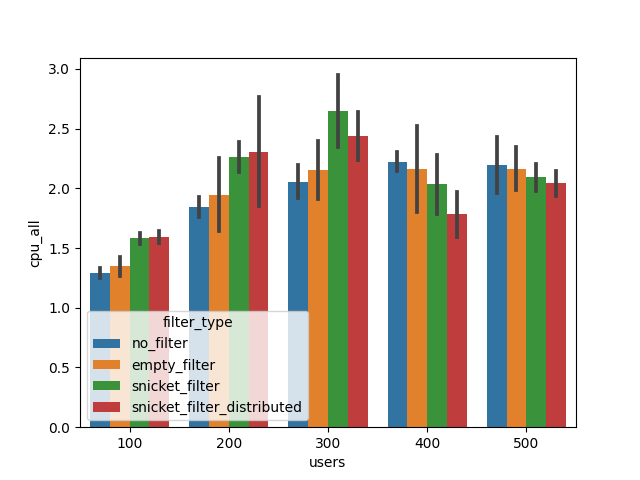 3.0
2.5
2.0
1.5
1.0
0.5
0.0
cpu_all
filter_type
no_filter
empty_filter
snicket_filter
snicket_filter_distributed
100 200 300 400 500
users